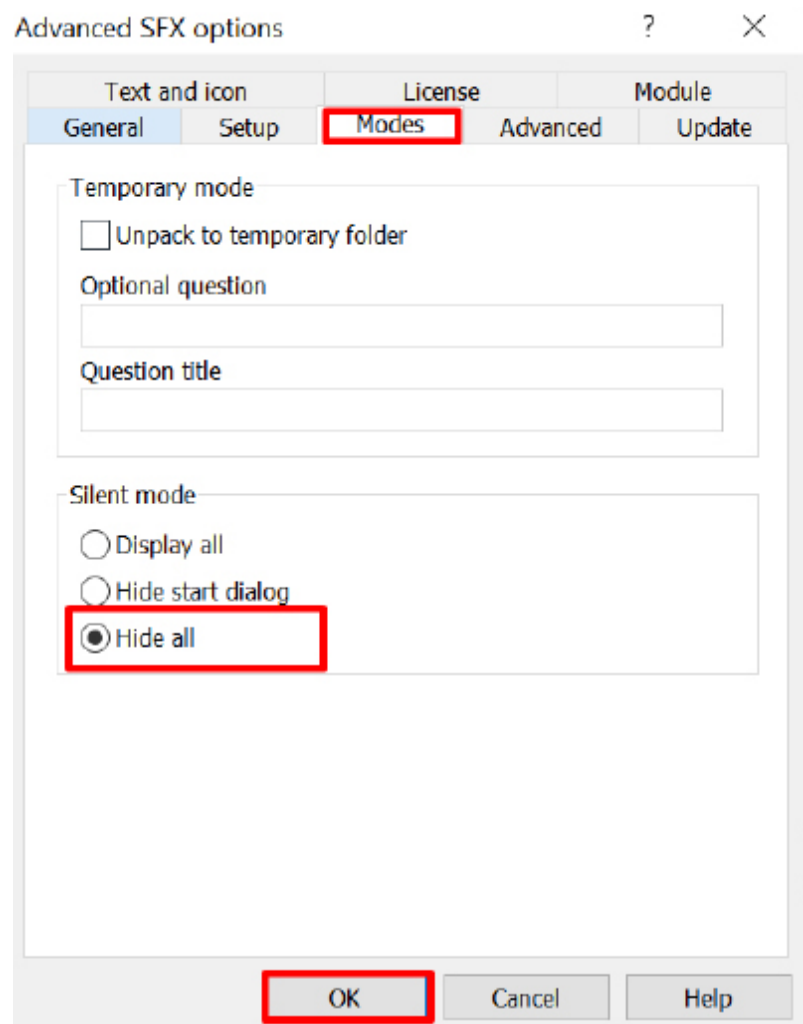 Advanced SFX options ? ×
Text and icon License Module
General Setup Modes Advanced Update
Temporary mode
Unpack to temporary folder
Optional question
Question title
Silent mode
Display all
Hide start dialog
Hide all
OK Cancel Help